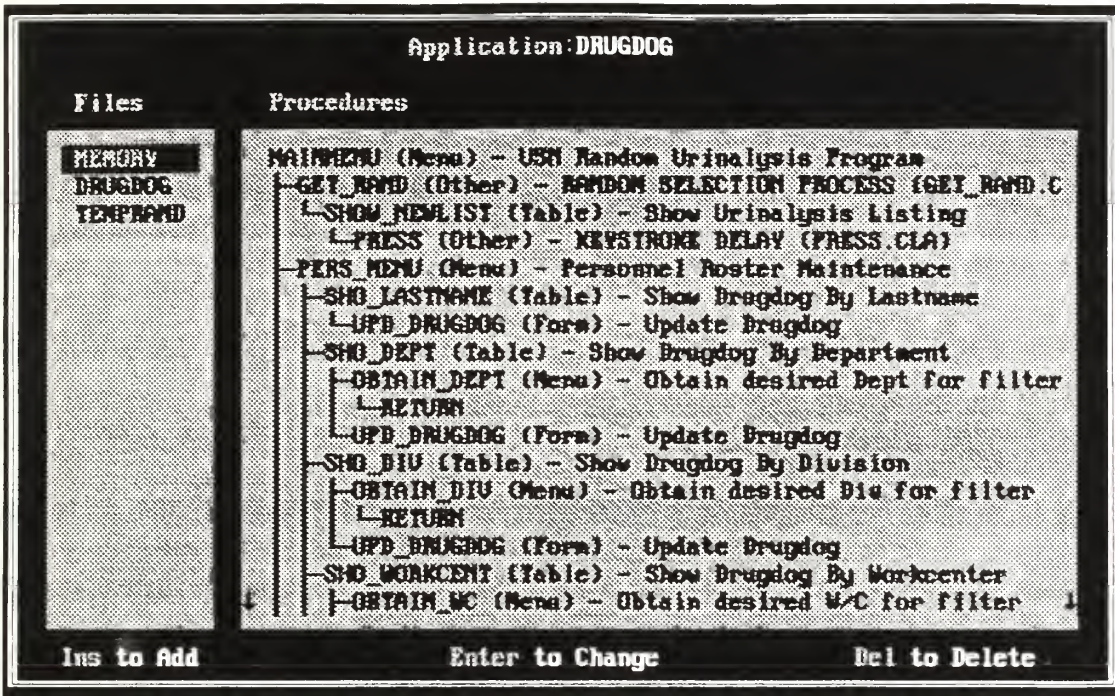 Application:DRUGDOG
Files
Procedures
MEMORY
DRUGDOG
TEMPRAND
MAINMENU (Menu) - USN Random Urinalysis Program
GET_RAND (Other) - RANDOM SELECTION PROCESS (GET_RAND.C
SHOW_NEWLIST (Table) - Show Urinalysis Listing
PRESS (Other) - KEYSTROKE DELAY (PRESS.CLA)
PERS_MENU (Menu) - Personnel Roster Maintenance
SHO_LASTNAME (Table) - Show Drugdog By Lastname
UPD_DRUGDOG (Form) - Update Drugdog
SHO_DEPT (Table) - Show Drugdog By Department
OBTAIN_DEPT (Menu) - Obtain desired Dept for filter
RETURN
UPD_DRUGDOG (Form) - Update Drugdog
SHO_DIV (Table) - Show Drugdog By Division
OBTAIN_DIV (Menu) - Obtain desired Div for filter
RETURN
UPD_DRUGDOG (Form) - Update Drugdog
SHO_WORKCENT (Table) - Show Drugdog By Workcenter
OBTAIN_WC (Menu) - Obtain desired W/C for filter
Ins to Add
Enter to Change
Del to Delete